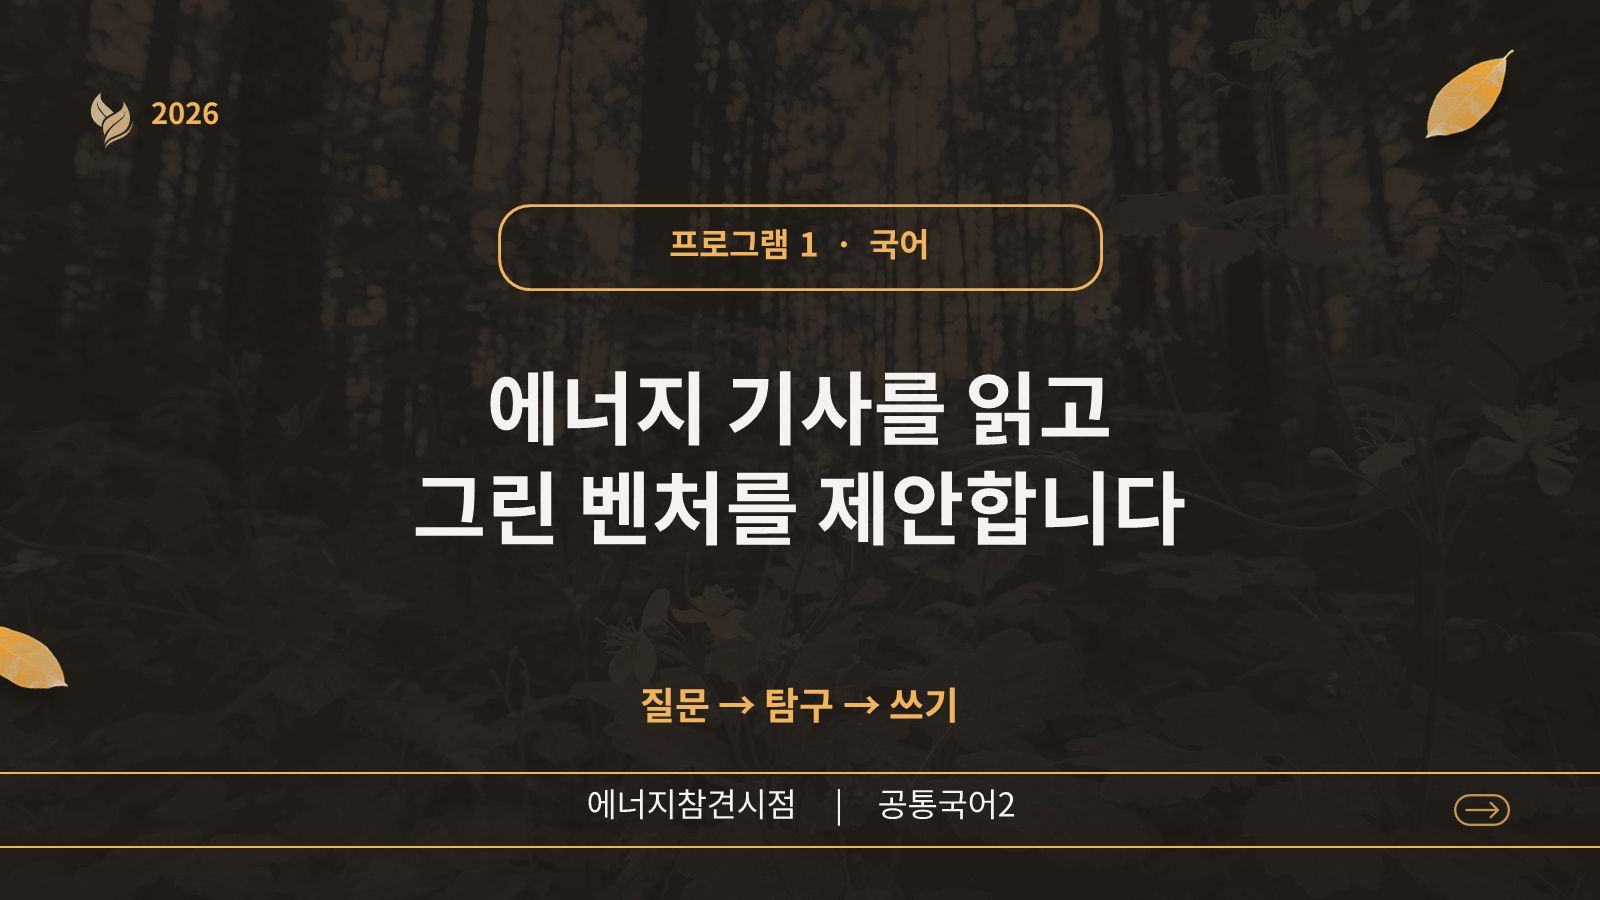 2026
프로그램 1 · 국어
에너지 기사를 읽고
그린 벤처를 제안합니다
질문 → 탐구 → 쓰기
에너지참견시점 | 공통국어2